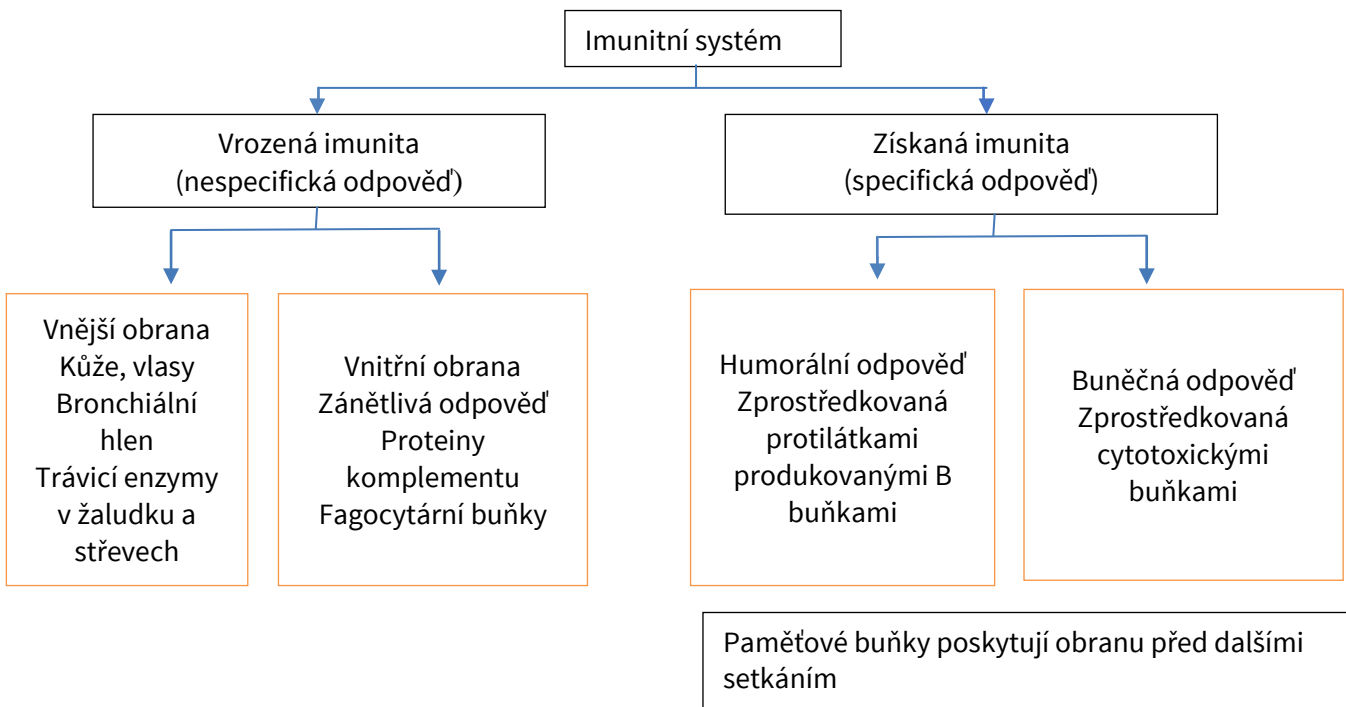 Imunitní systém
Vrozená imunita
(nespecifická odpověď)
Získaná imunita
(specifická odpověď)
Vnější obrana
Kůže, vlasy
Bronchiální
hlen
Trávicí enzymy
v žaludku a
střevech
Vnitřní obrana
Zánětlivá odpověď
Proteiny
komplementu
Fagocytární buňky
Humorální odpověď
Zprostředkovaná
protilátkami
produkovanými B
buňkami
Buněčná odpověď
Zprostředkovaná
cytotoxickými
buňkami
Paměťové buňky poskytují obranu před dalšími
setkáním